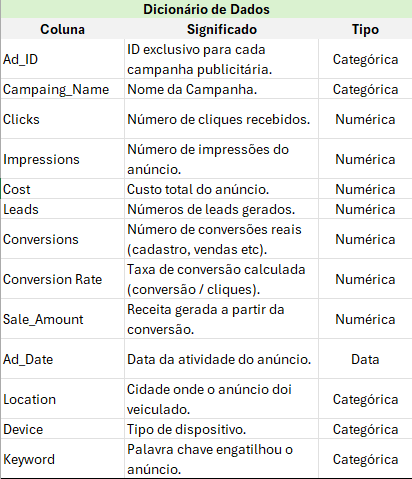 Dicionário de Dados
Coluna Significado Tipo
Ad_ID ID exclusivo para cada campanha publicitária. Categórica
Campaing_Name Nome da Campanha. Categórica
Clicks Número de cliques recebidos. Numérica
Impressions Número de impressões do anúncio. Numérica
Cost Custo total do anúncio. Numérica
Leads Números de leads gerados. Numérica
Conversions Número de conversões reais (cadastro, vendas etc). Numérica
Conversion Rate Taxa de conversão calculada (conversão / cliques). Numérica
Sale_Amount Receita gerada a partir da conversão. Numérica
Ad_Date Data da atividade do anúncio. Data
Location Cidade onde o anúncio doi veiculado. Categórica
Device Tipo de dispositivo. Categórica
Keyword Palavra chave engatilhou o anúncio. Categórica